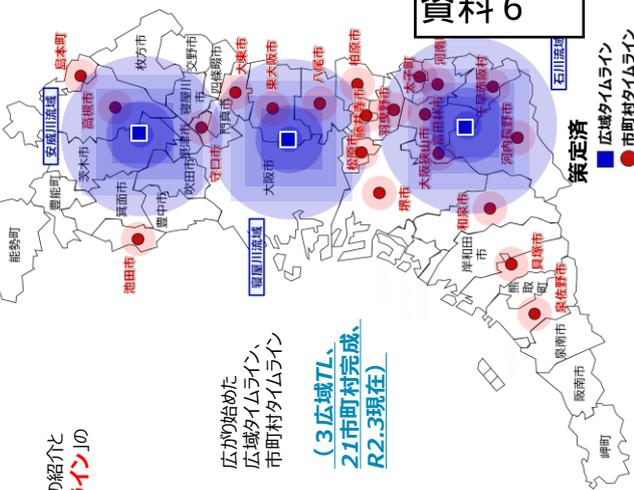 資料６
の紹介と
イン」の
広がり始めた
広域タイムライン、
市町村タイムライン
（３広域TL、
21市町村完成、
R2.3現在）
能勢町
豊能町
島本町
安威川流域
高槻市
枚方市
交野市
四條畷市
茨木市
箕面市
寝屋川市
摂津市
吹田市
豊中市
池田市
守口市
門真市
大東市
東大阪市
八尾市
大阪市
寝屋川流域
柏原市
藤井寺市
松原市
羽曳野市
堺市
太子町
河南
千早赤阪村
富田林市
大阪狭山市
河内長野市
石川流域
和泉市
岸和田市
貝塚市
熊取町
泉佐野市
泉南市
阪南市
岬町
策定済
広域タイムライン
市町村タイムライン